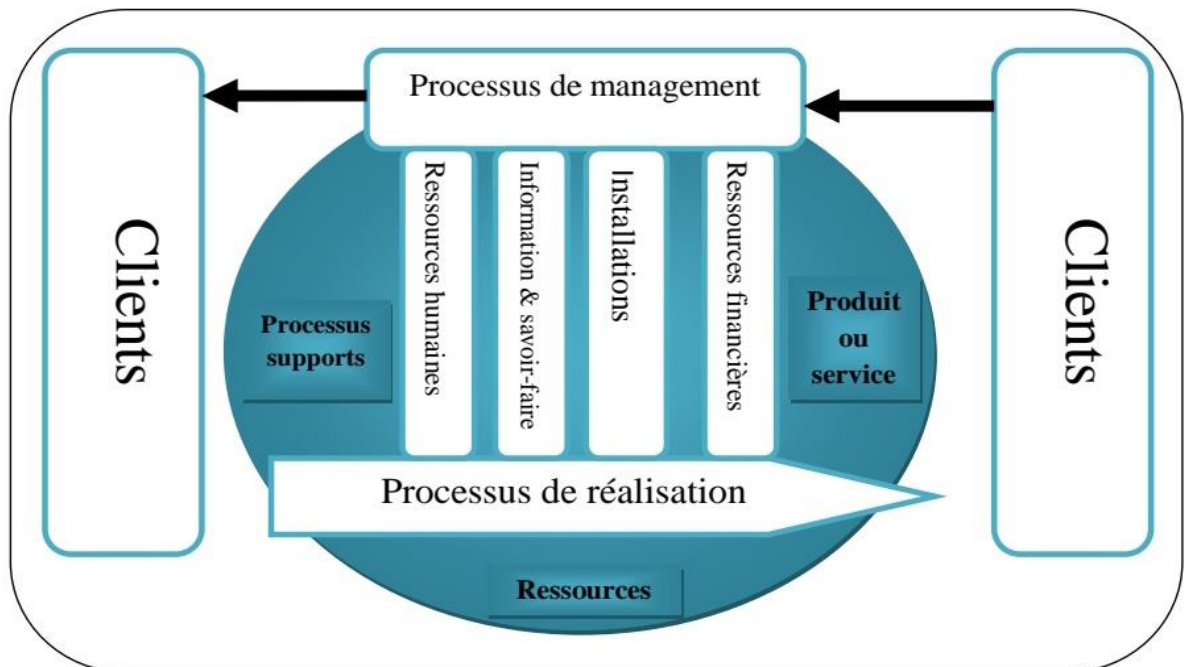 Processus de management
Clients
Ressources humaines
Information & savoir-faire
Installations
Ressources financières
Clients
Processus
supports
Produit
ou
service
Processus de réalisation
Ressources